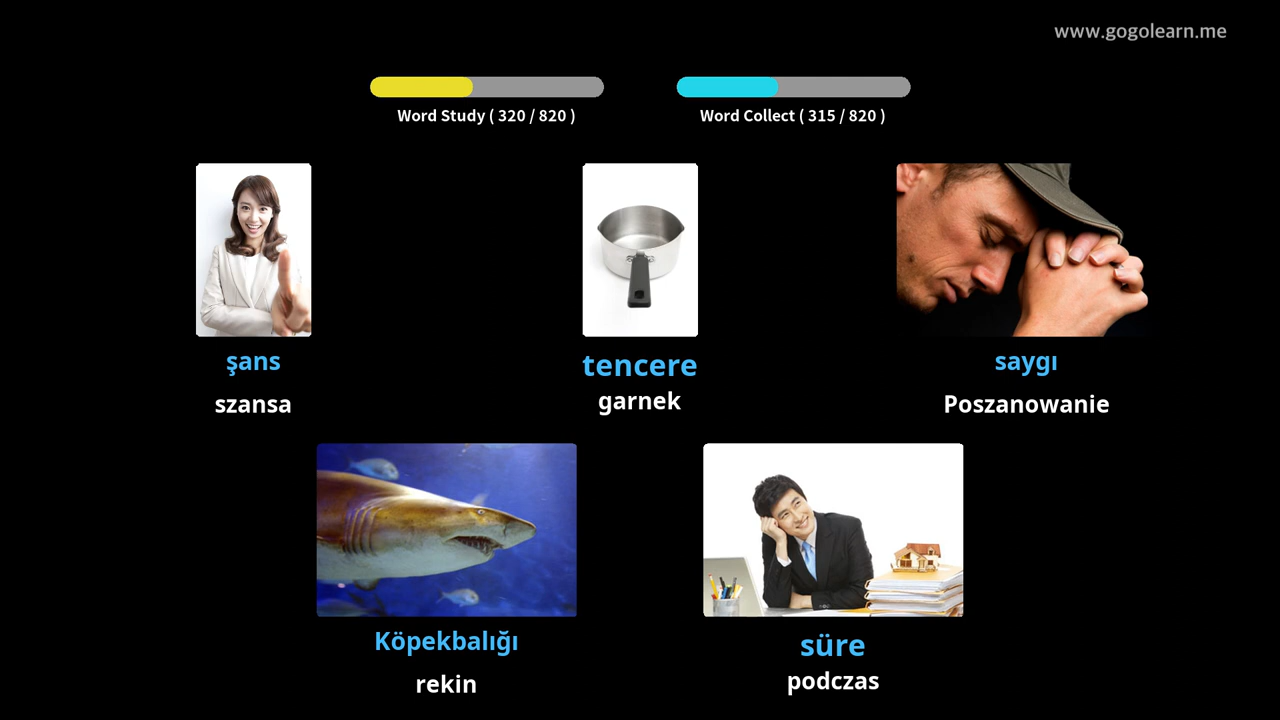 www.gogolearn.me
Word Study ( 320 / 820 )
Word Collect ( 315 / 820 )
şans
szansa
tencere
garnek
saygı
Poszanowanie
Köpekbalığı
rekin
süre
podczas